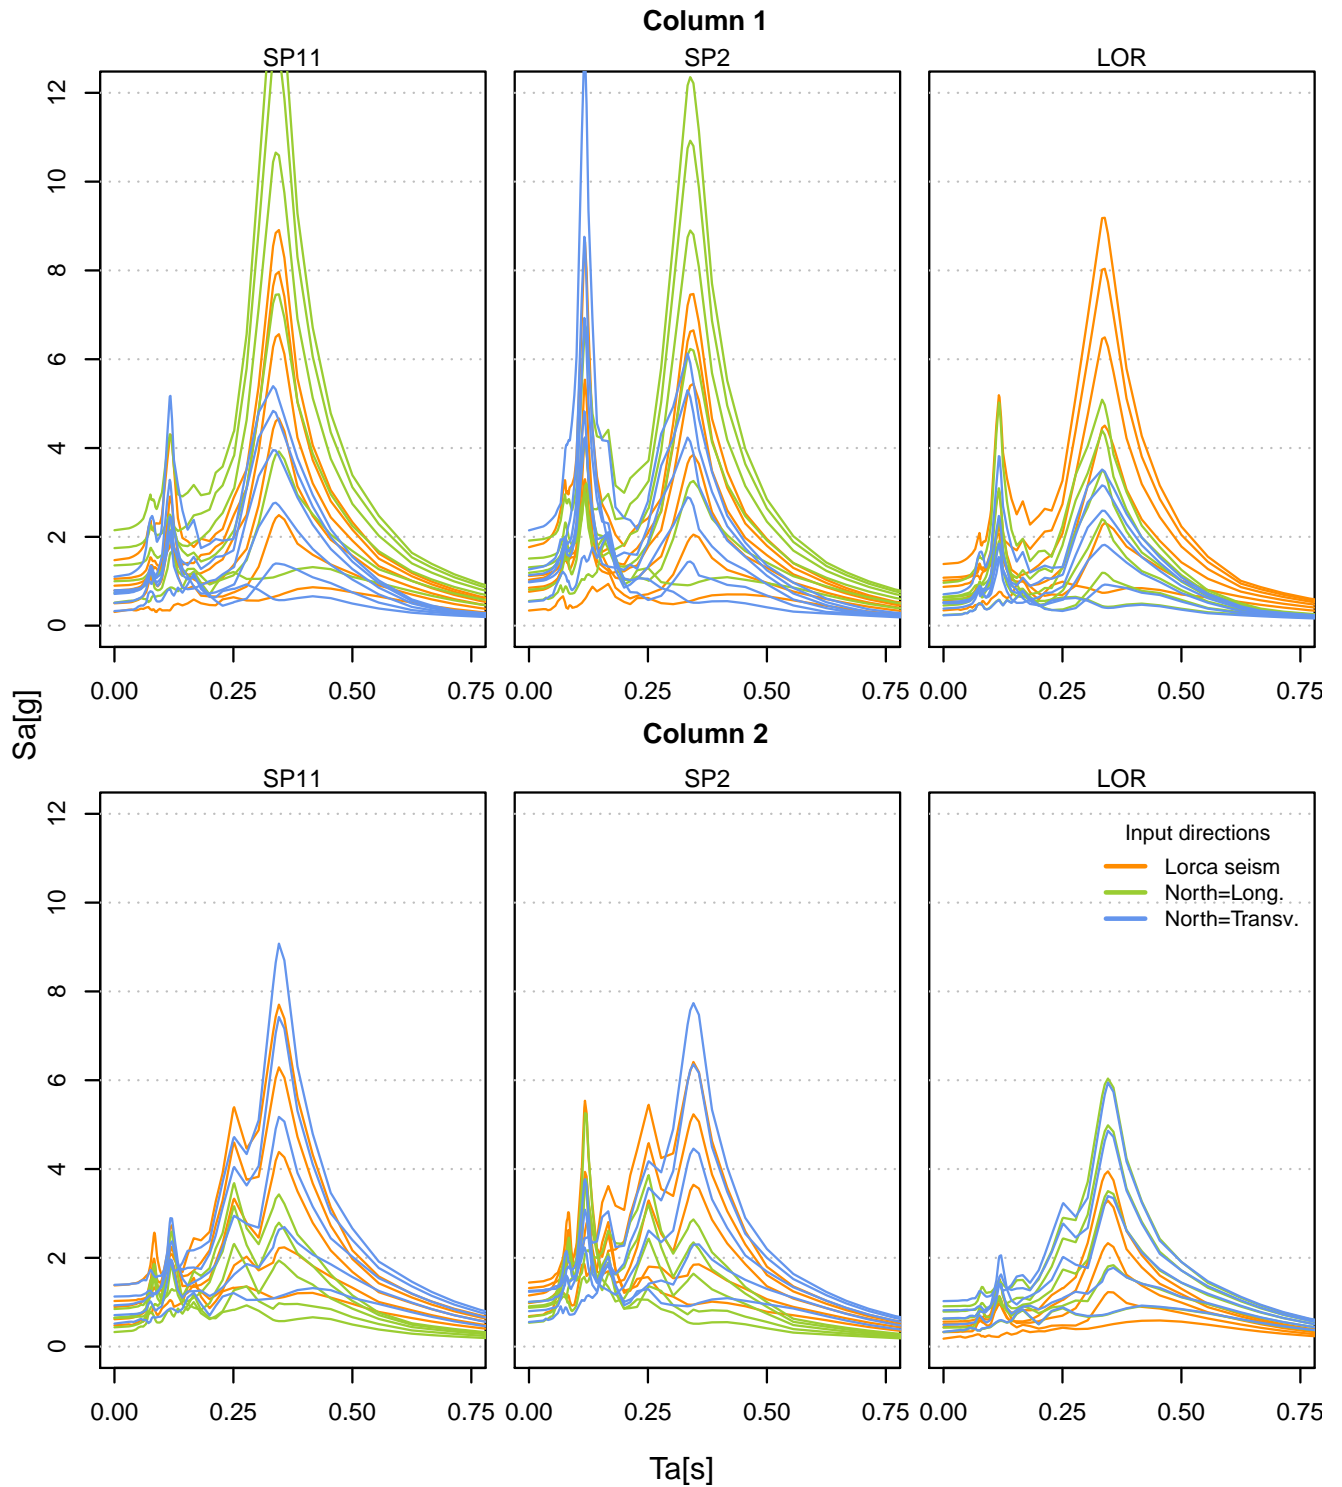 Column 1
SP11 SP2 LOR
12
10
8
6
4
2
0
0.00 0.25 0.50 0.75 0.00 0.25 0.50 0.75 0.00 0.25 0.50 0.75
Sa[g]
Column 2
SP11 SP2 LOR
12
10
8
6
4
2
0
Input directions
Lorca seism
North=Long.
North=Transv.
0.00 0.25 0.50 0.75 0.00 0.25 0.50 0.75 0.00 0.25 0.50 0.75
Ta[s]